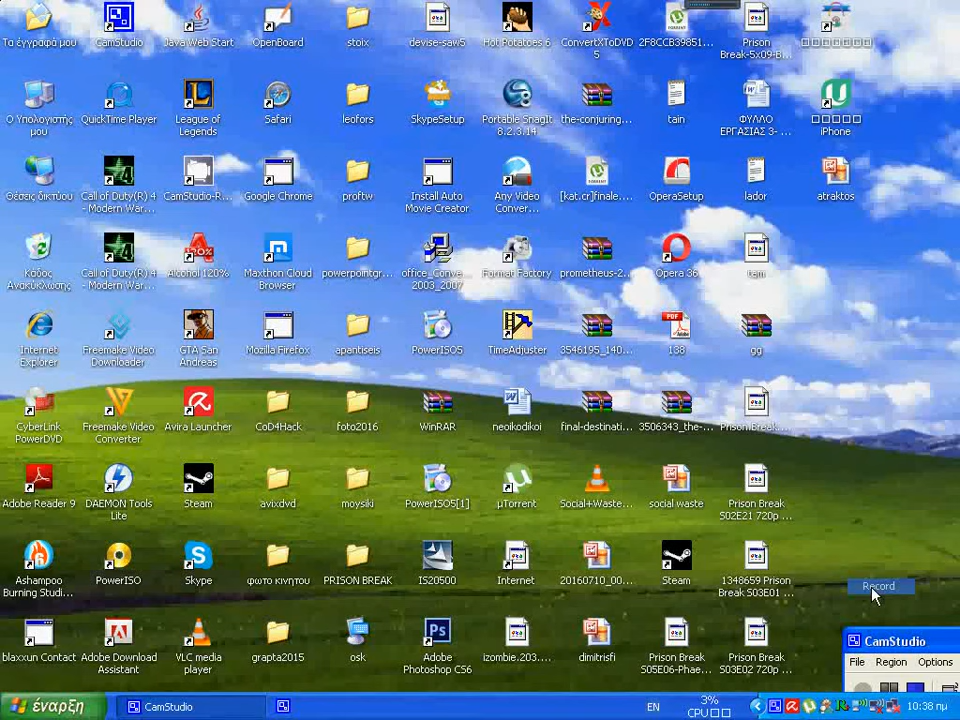 Τα έγγραφά μου
CamStudio
Java Web Start
OpenBoard
stoix
devise-saw5
Hot Potatoes 6
ConvertXToDVD
5
2F8CCB39851...
Prison
Break-5x09-B...
Ο Υπολογιστής
μου
QuickTime Player
League of
Legends
Safari
leofors
SkypeSetup
Portable SnagIt
8.2.3.14
the-conjuring...
tain
ΦΥΛΛΟ
ΕΡΓΑΣΙΑΣ 3- ...
iPhone
Θέσεις δικτύου
Call of Duty(R) 4
- Modern War...
CamStudio-R...
Google Chrome
proftw
Install Auto
Movie Creator
Any Video
Conver...
[kat.cr]finale...
OperaSetup
lador
atraktos
Κάδος
Ανακύκλωσης
Call of Duty(R) 4
- Modern War...
Alcohol 120%
Maxthon Cloud
Browser
powerpointgr...
office_Conve...
2003_2007
Format Factory
prometheus-2...
Opera 36
tam
Internet
Explorer
Freemake Video
Downloader
GTA San
Andreas
Mozilla Firefox
apantiseis
PowerISO5
TimeAdjuster
3546195_140...
138
gg
CyberLink
PowerDVD
Freemake Video
Converter
Avira Launcher
CoD4Hack
foto2016
WinRAR
neoikodikoi
final-destinati...
3506343_the-...
PrisonBreak...
Adobe Reader 9
DAEMON Tools
Lite
Steam
avixdvd
moysiki
PowerISO5[1]
μTorrent
Social+Waste...
social waste
Prison Break
S02E21 720p ...
Ashampoo
Burning Studi...
PowerISO
Skype
φωτο κινητου
PRISON BREAK
IS20500
Internet
20160710_00...
Steam
1348659 Prison
Break S03E01 ...
Record
blaxxun Contact
Adobe Download
Assistant
VLC media
player
grapta2015
osk
Adobe
Photoshop CS6
izombie.203....
dimitrisfi
Prison Break
S05E06-Phae...
Prison Break
S03E02 720p ...
CamStudio
File Region Options
έναρξη
CamStudio
EN
3%
CPU
10:38 πμ